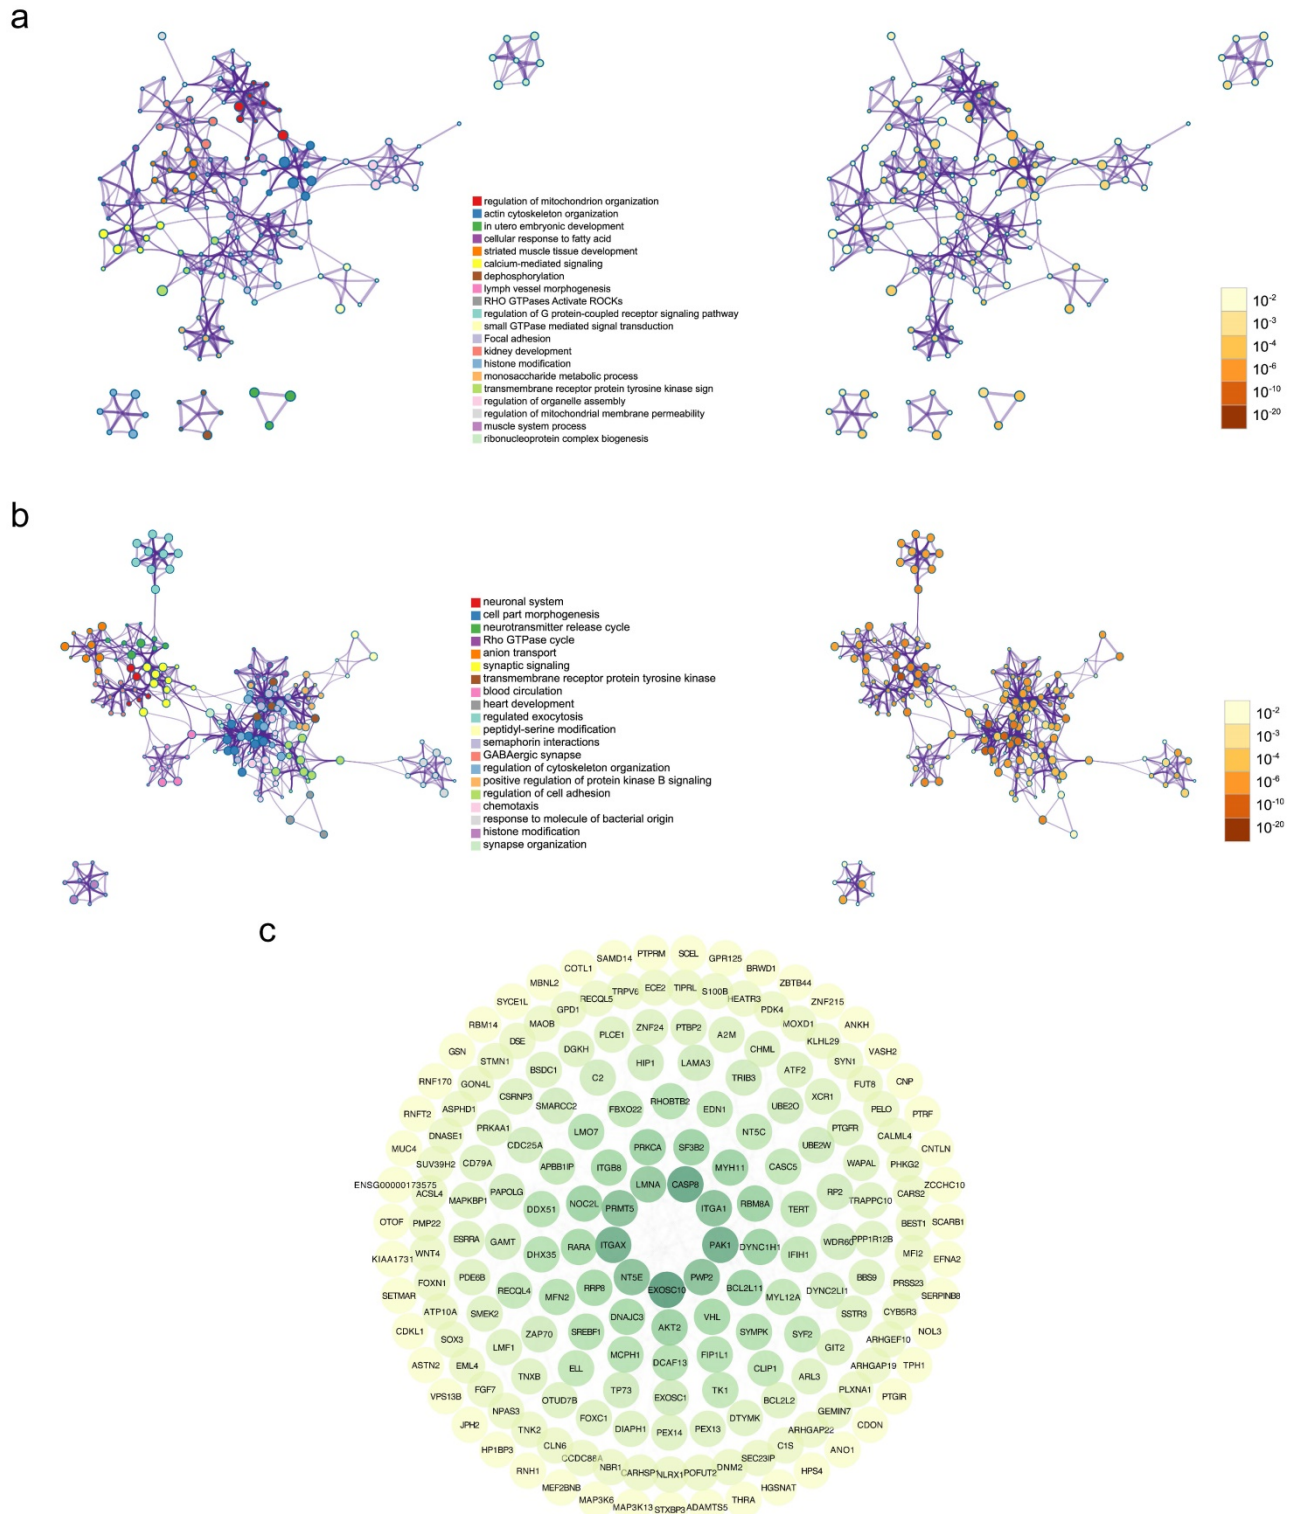 a
regulation of mitochondrion organization
actin cytoskeleton organization
in utero embryonic development
cellular response to fatty acid
striated muscle tissue development
calcium-mediated signaling
dephosphorylation
lymph vessel morphogenesis
RHO GTPases Activate ROCKs
regulation of G protein-coupled receptor signaling pathway
small GTPase mediated signal transduction
Focal adhesion
kidney development
histone modification
monosaccharide metabolic process
transmembrane receptor protein tyrosine kinase sign
regulation of organelle assembly
regulation of mitochondrial membrane permeability
muscle system process
ribonucleoprotein complex biogenesis
10-2
10-3
10-4
10-6
10-10
10-20
b
neuronal system
cell part morphogenesis
neurotransmitter release cycle
Rho GTPase cycle
anion transport
synaptic signaling
transmembrane receptor protein tyrosine kinase
blood circulation
heart development
regulated exocytosis
peptidyl-serine modification
semaphorin interactions
GABAergic synapse
regulation of cytoskeleton organization
positive regulation of protein kinase B signaling
regulation of cell adhesion
chemotaxis
response to molecule of bacterial origin
histone modification
synapse organization
10-2
10-3
10-4
10-6
10-10
10-20
c
SAMD14 PTPRM SCEL GPR125
COTL1 BRWD1
MBNL2 TRPV6 ECE2 TIPRL S100B ZBTB44
SYCE1L GPD1 RECQL5 HEATR3 PDK4 ZNF215
RBM14 MAOB PLCE1 ZNF24 PTBP2 A2M MOXD1 ANKH
GSN STMN1 DSE DGKH HIP1 LAMA3 CHML KLHL29 VASH2
RNF170 GON4L BSDC1 C2 TRIB3 ATF2 SYN1 CNP
RNFT2 ASPHD1 CSRNP3 SMARCC2 FBXO22 RHOBTB2 EDN1 UBE2O XCR1 FUT8 PELO PTRF
MUC4 DNASE1 PRKAA1 CDC25A LMO7 PRKCA SF3B2 NT5C UBE2W PTGFR CALML4 CNTLN
SUV39H2 CD79A APBB1IP ITGB8 MYH11 CASC5 WAPAL PHKG2
ENSG00000173575 ACSL4 MAPKBP1 PAPOLG LMNA CASP8 RP2 TRAPPC10 CARS2 ZCCHC10
OTOF PMP22 DDX51 NOC2L PRMT5 ITGA1 RBM8A TERT BEST1 SCARB1
KIAA1731 WNT4 ESRRA GAMT DHX35 RARA ITGAX PAK1 DYNC1H1 IFIH1 WDR60 PPP1R12B MFI2 EFNA2
SETMAR FOXN1 PDE6B RECQL4 MFN2 RRP8 NT5E EXOSC10 PWP2 BCL2L11 MYL12A DYNC2LI1 BBS9 PRSS23 SERPINB8
CDKL1 ATP10A SMEK2 ZAP70 SREBF1 DNAJC3 AKT2 VHL SYMPK SYF2 SSTR3 CYB5R3 NOL3
ASTN2 SOX3 LMF1 ELL MCPH1 DCAF13 FIP1L1 CLIP1 GIT2 ARHGEF10 TPH1
VPS13B EML4 TNXB ARL3 ARHGAP19 PTGIR
JPH2 FGF7 OTUD7B TP73 EXOSC1 TK1 BCL2L2 PLXNA1 CDON
HP1BP3 NPAS3 TNK2 FOXC1 DIAPH1 PEX14 PEX13 DTYMK ARHGAP22 GEMIN7 ANO1
RNH1 CLN6 CCDC88A NBR1 CARHSP NLRX1 POFUT2 DNM2 SEC23IP C1S HPS4
MEF2BNB MAP3K6 MAP3K13 STXBP3 ADAMTS5 THRA HGSNAT